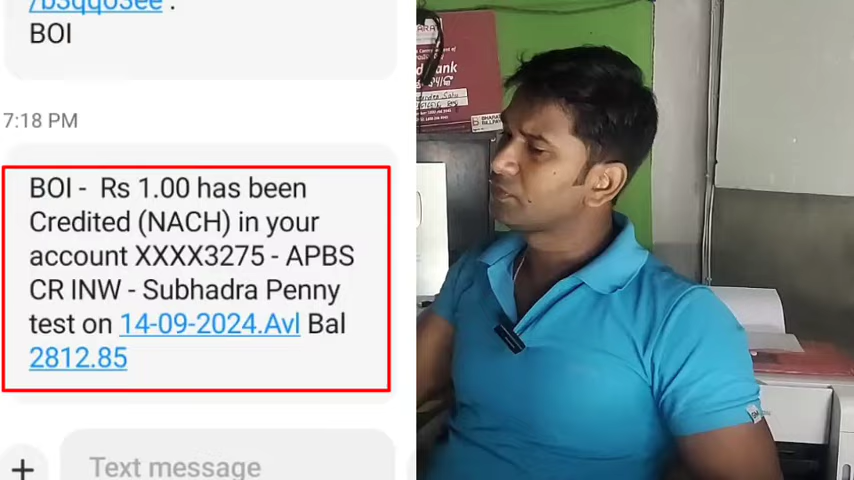 /b3qqo3ee .
BOI
7:18 PM
BOI - Rs 1.00 has been
Credited (NACH) in your
account XXXX3275 - APBS
CR INW - Subhadra Penny
test on 14-09-2024.Avl Bal
2812.85
Text message